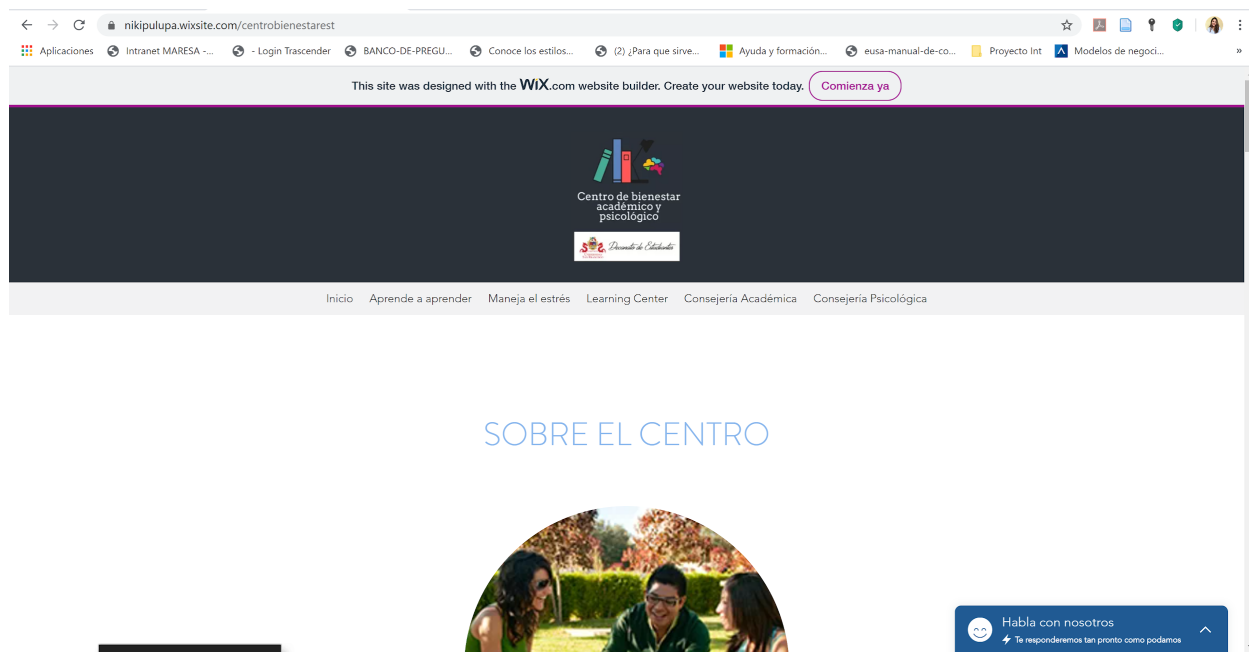 nikipulupa.wixsite.com/centrobienestarest
Aplicaciones Intranet MARESA -... - Login Trascender BANCO-DE-PREGU... Conoce los estilos... (2) ¿Para que sirve... Ayuda y formación... eusa-manual-de-co... Proyecto Int Modelos de negoci... »
This site was designed with the WiX.com website builder. Create your website today. Comienza ya
Centro de bienestar
académico y
psicológico
Decanato de Estudiantes
Inicio Aprende a aprender Maneja el estrés Learning Center Consejería Académica Consejería Psicológica
SOBRE EL CENTRO
Habla con nosotros
Te responderemos tan pronto como podamos